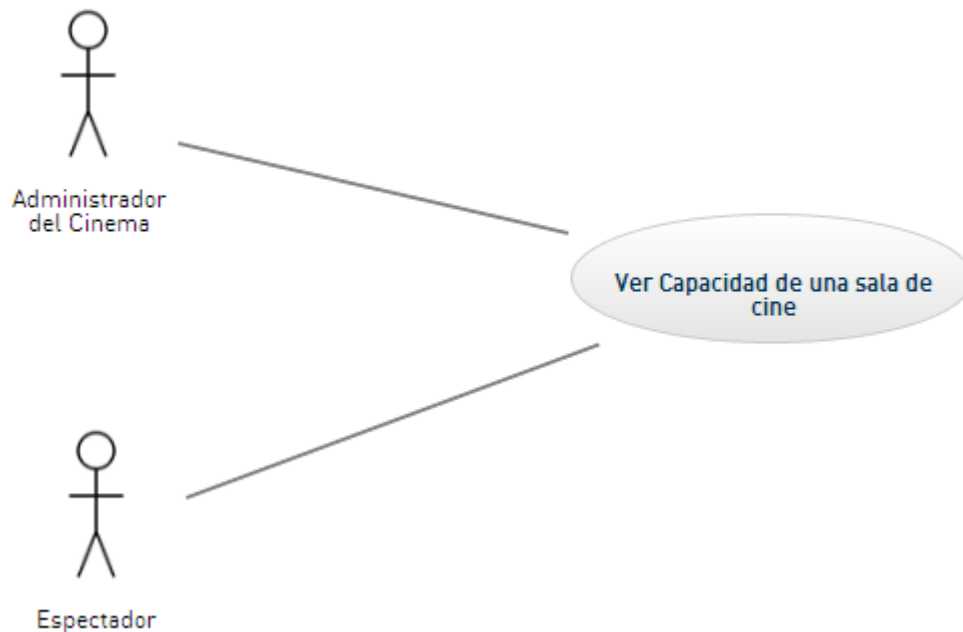 Administrador
del Cinema
Ver Capacidad de una sala de
cine
Espectador